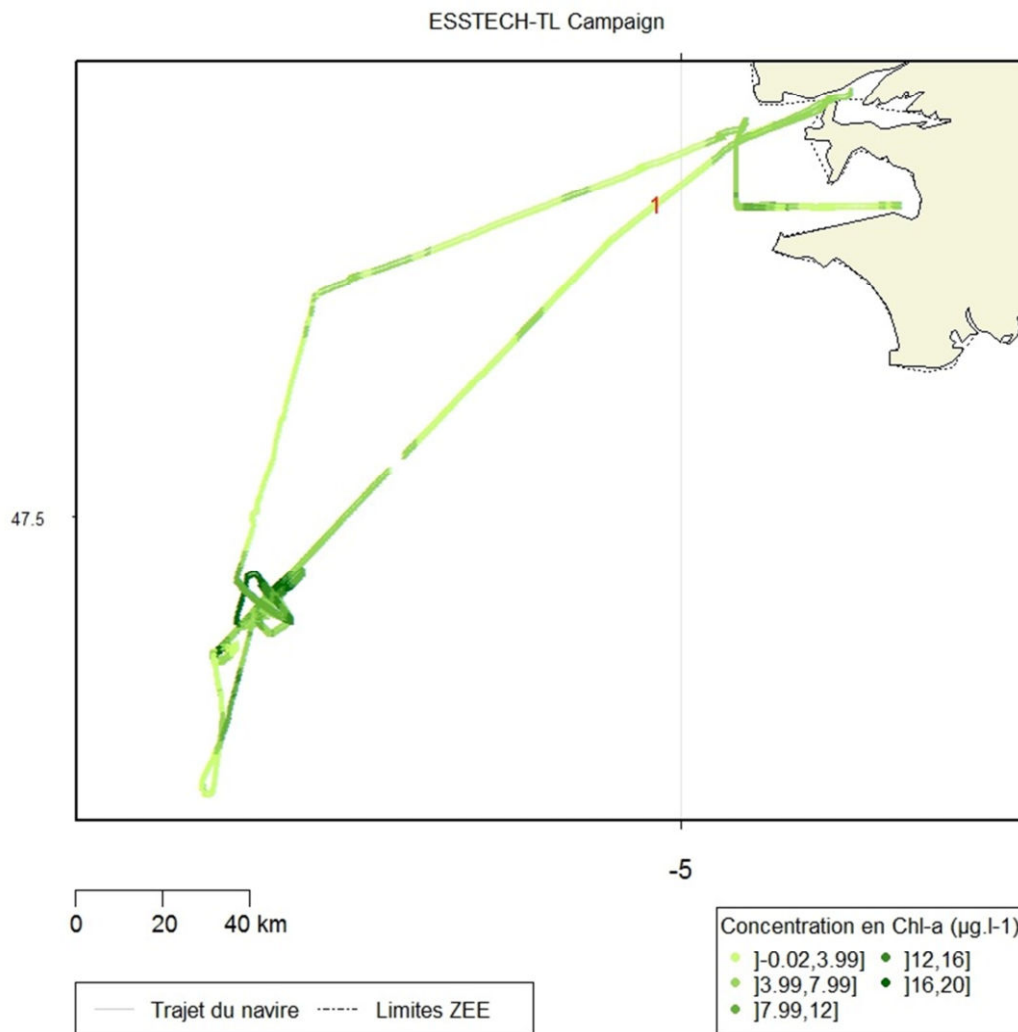 ESSTECH-TL Campaign
1
47.5
-5
0 20 40 km
Concentration en Chl-a (µg.l-1)
]-0.02,3.99] ]12,16]
]3.99,7.99] ]16,20]
]7.99,12]
Trajet du navire Limites ZEE